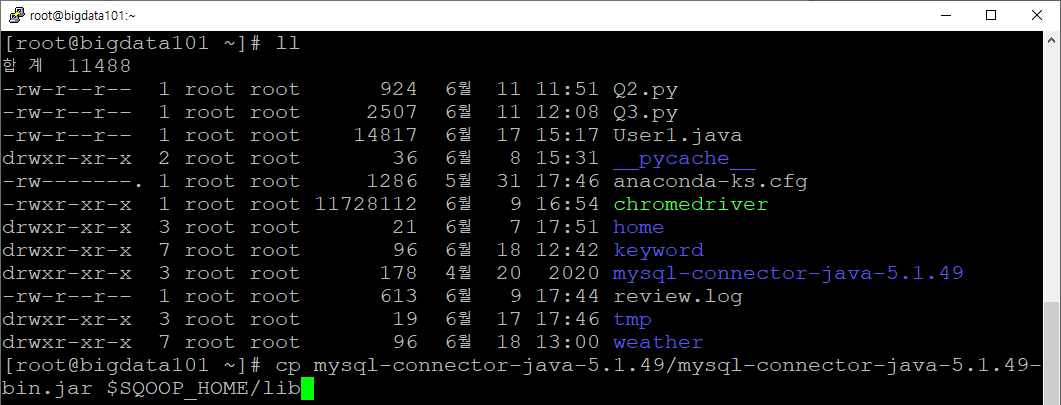 root@bigdata101:~
[root@bigdata101 ~]# ll
합 계  11488
-rw-r--r--  1 root root      924  6월  11 11:51 Q2.py
-rw-r--r--  1 root root     2507  6월  11 12:08 Q3.py
-rw-r--r--  1 root root    14817  6월  17 15:17 User1.java
drwxr-xr-x  2 root root       36  6월   8 15:31 __pycache__
-rw-------. 1 root root     1286  5월  31 17:46 anaconda-ks.cfg
-rwxr-xr-x  1 root root 11728112  6월   9 16:54 chromedriver
drwxr-xr-x  3 root root       21  6월   7 17:51 home
drwxr-xr-x  7 root root       96  6월  18 12:42 keyword
drwxr-xr-x  3 root root      178  4월  20  2020 mysql-connector-java-5.1.49
-rw-r--r--  1 root root      613  6월   9 17:44 review.log
drwxr-xr-x  3 root root       19  6월  17 17:46 tmp
drwxr-xr-x  7 root root       96  6월  18 13:00 weather
[root@bigdata101 ~]# cp mysql-connector-java-5.1.49/mysql-connector-java-5.1.49-
bin.jar $SQOOP_HOME/lib